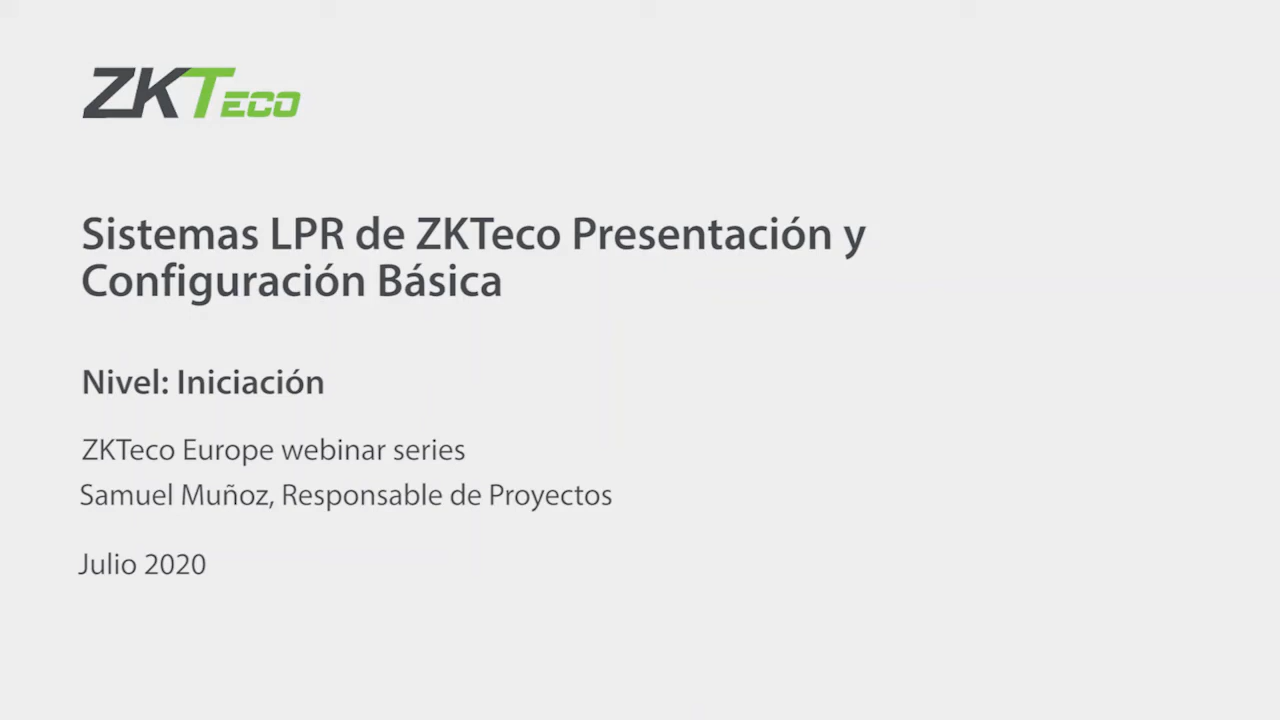 ZKTeco
Sistemas LPR de ZKTeco Presentación y
Configuración Básica
Nivel: Iniciación
ZKTeco Europe webinar series
Samuel Muñoz, Responsable de Proyectos
Julio 2020